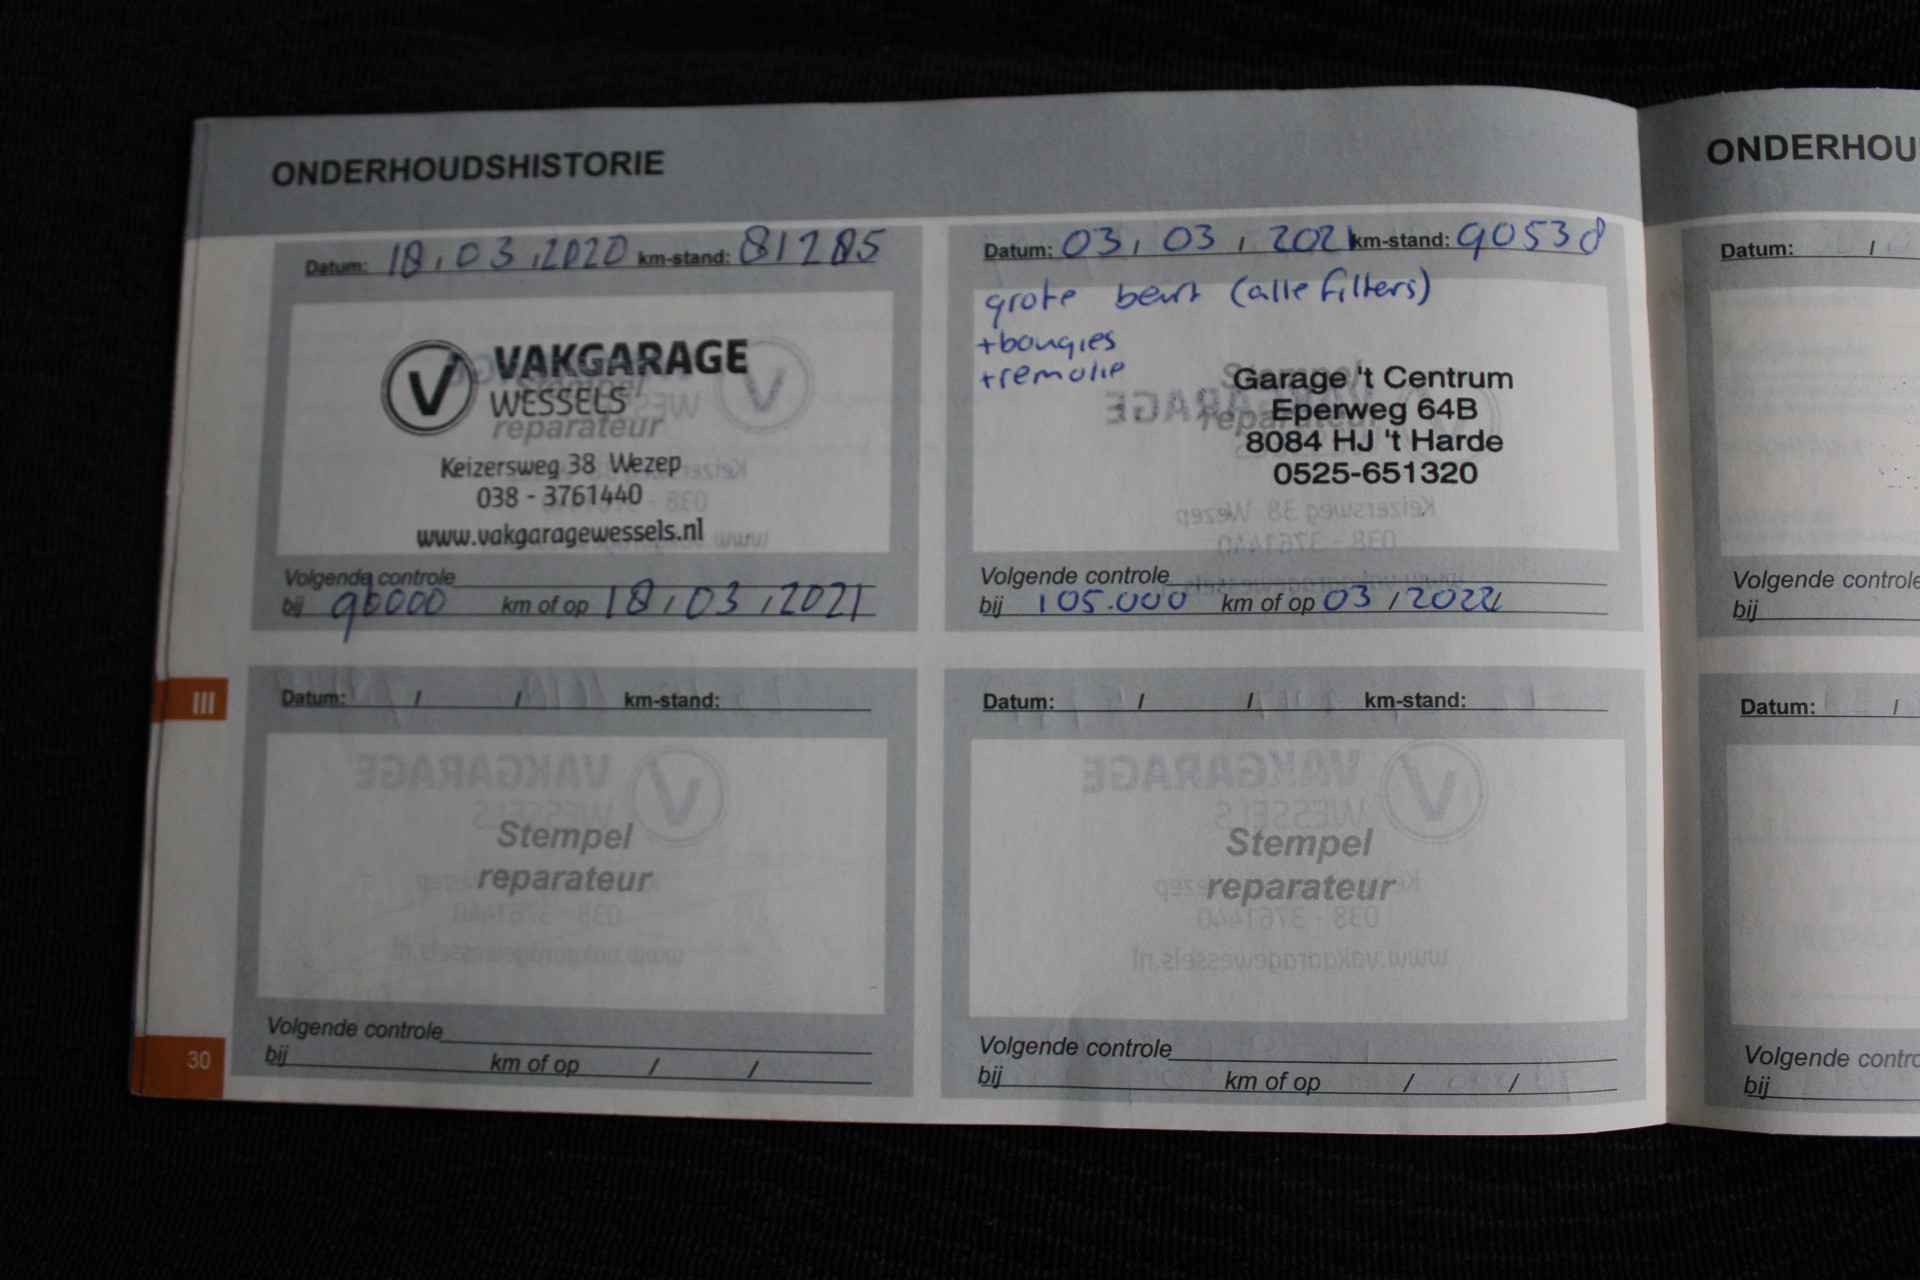 ONDERHOUDSHISTORIE
Datum: 18 / 03 / 2020 km-stand: 81285
VAKGARAGE
WESSELS
reparateur
Keizersweg 38 Wezep
038 - 3761440
www.vakgaragewessels.nl
Volgende controle
bij 96000 km of op 18 / 03 / 2021
Datum: 03 / 03 / 2021 km-stand: 90538
grote beurt (alle filters)
+bougies
+remolie
Garage 't Centrum
Eperweg 64B
8084 HJ 't Harde
0525-651320
Volgende controle
bij 105.000 km of op 03 / 2022
III
Datum: / / km-stand:
Stempel
reparateur
Volgende controle
bij km of op / /
Datum: / / km-stand:
Stempel
reparateur
Volgende controle
bij km of op / /
30
ONDERHOU
Datum: /
Volgende controle
bij
Datum: /
Volgende contro
bij